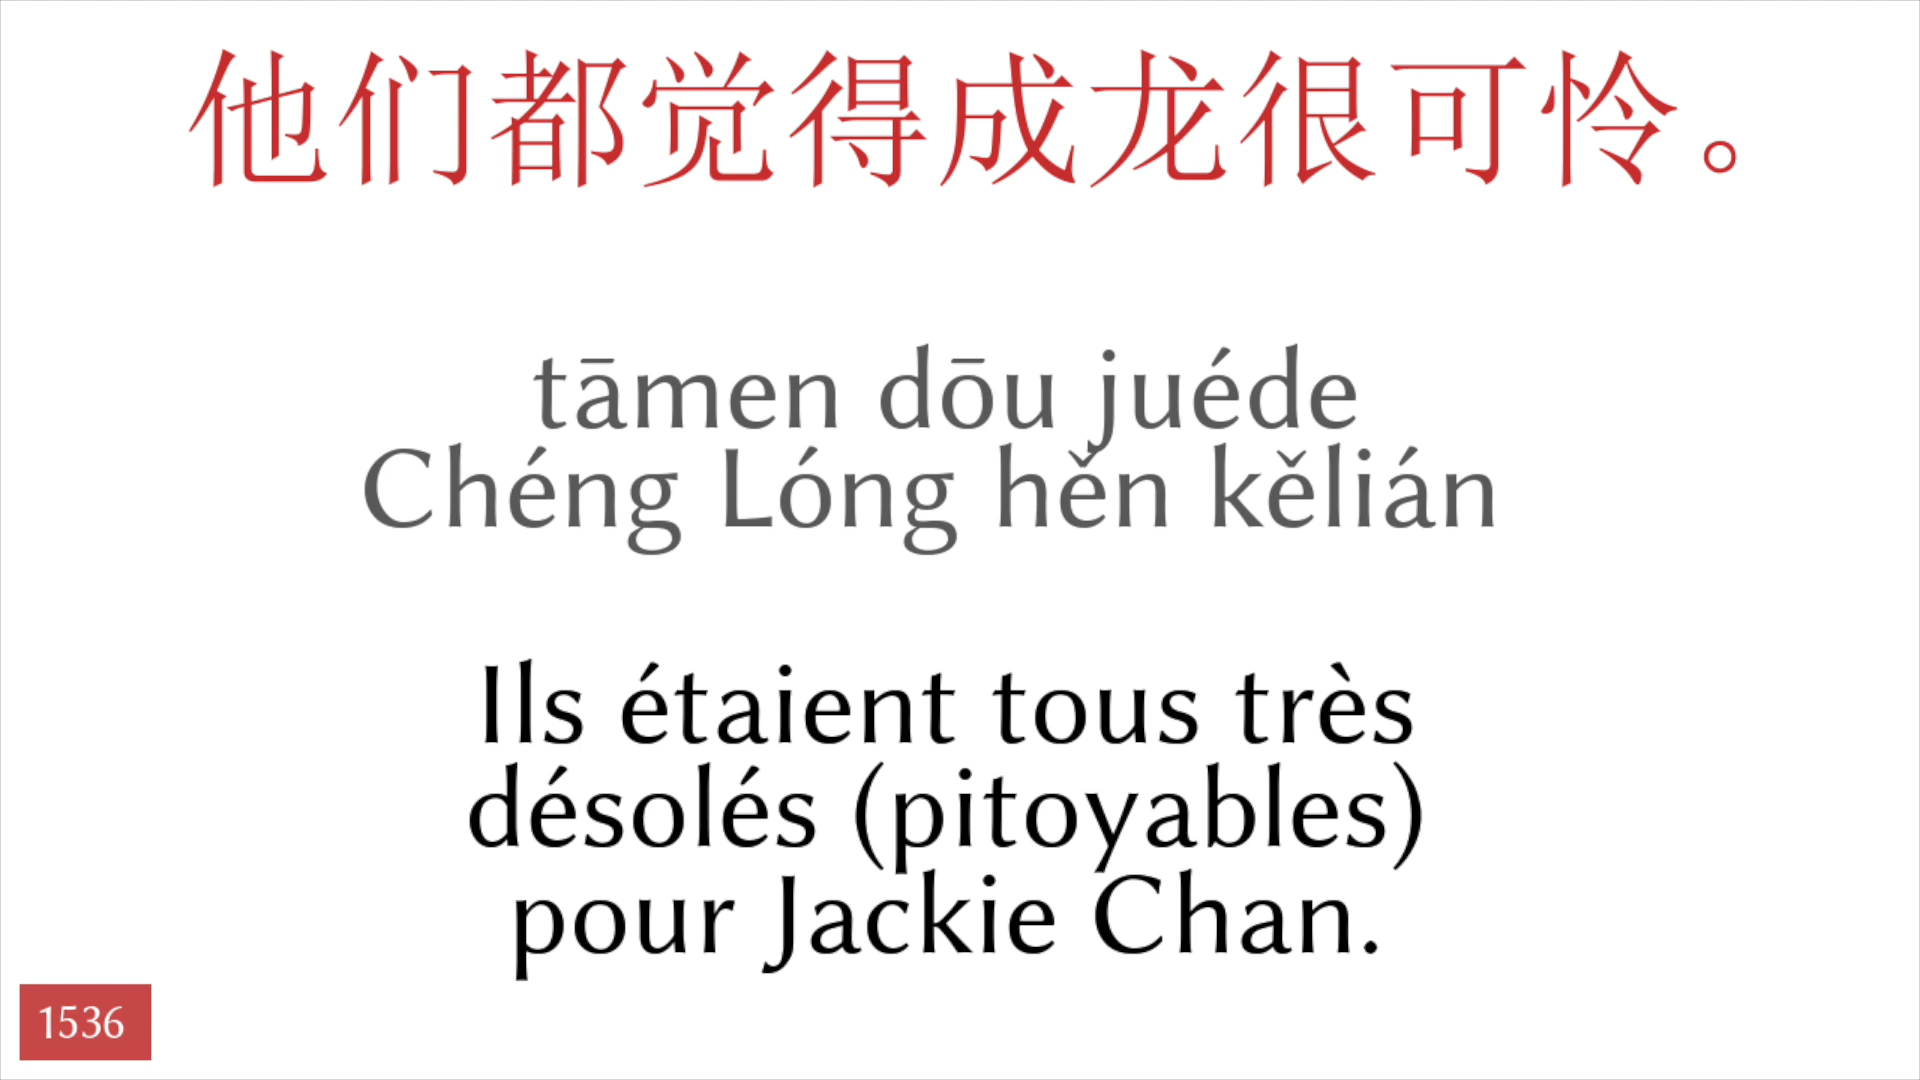 他们都觉得成龙很可怜。
tāmen dōu juéde
Chéng Lóng hěn kělián
Ils étaient tous très
désolés (pitoyables)
pour Jackie Chan.
1536